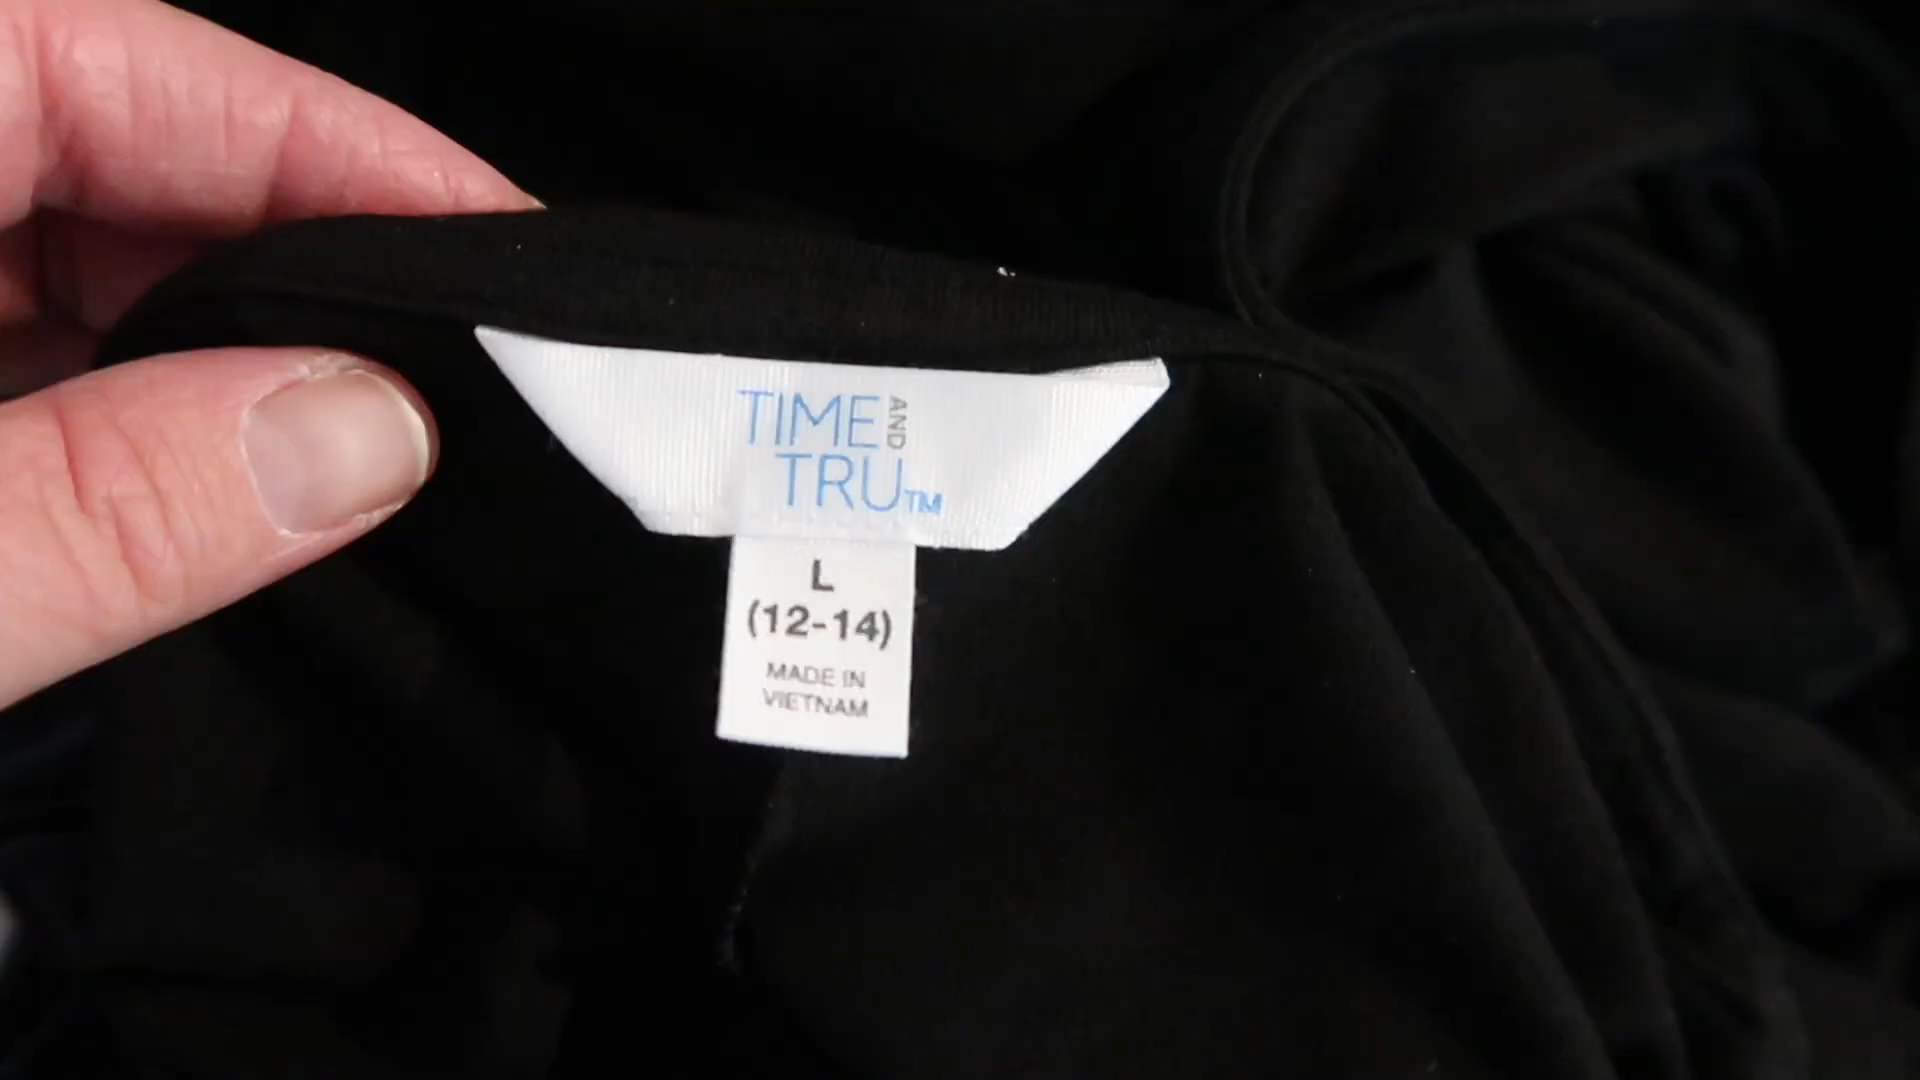 TIME AND
TRU™
L
(12-14)
MADE IN
VIETNAM